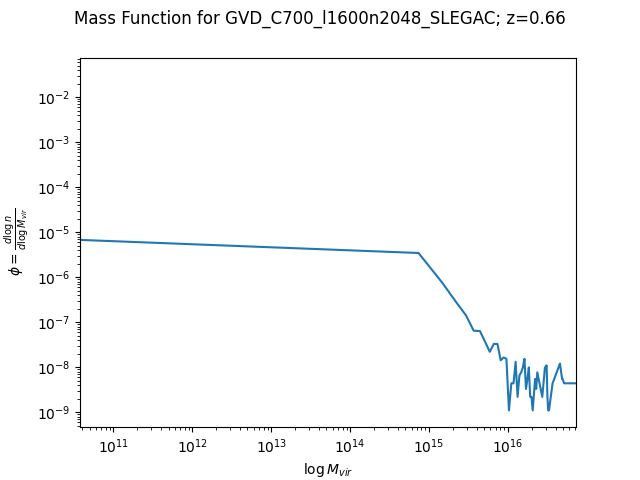 Mass Function for GVD_C700_l1600n2048_SLEGAC; z=0.66
10⁻²
10⁻³
10⁻⁴
10⁻⁵
10⁻⁶
10⁻⁷
10⁻⁸
10⁻⁹
ϕ = d log n / d log M_vir
10¹¹ 10¹² 10¹³ 10¹⁴ 10¹⁵ 10¹⁶
log M_vir